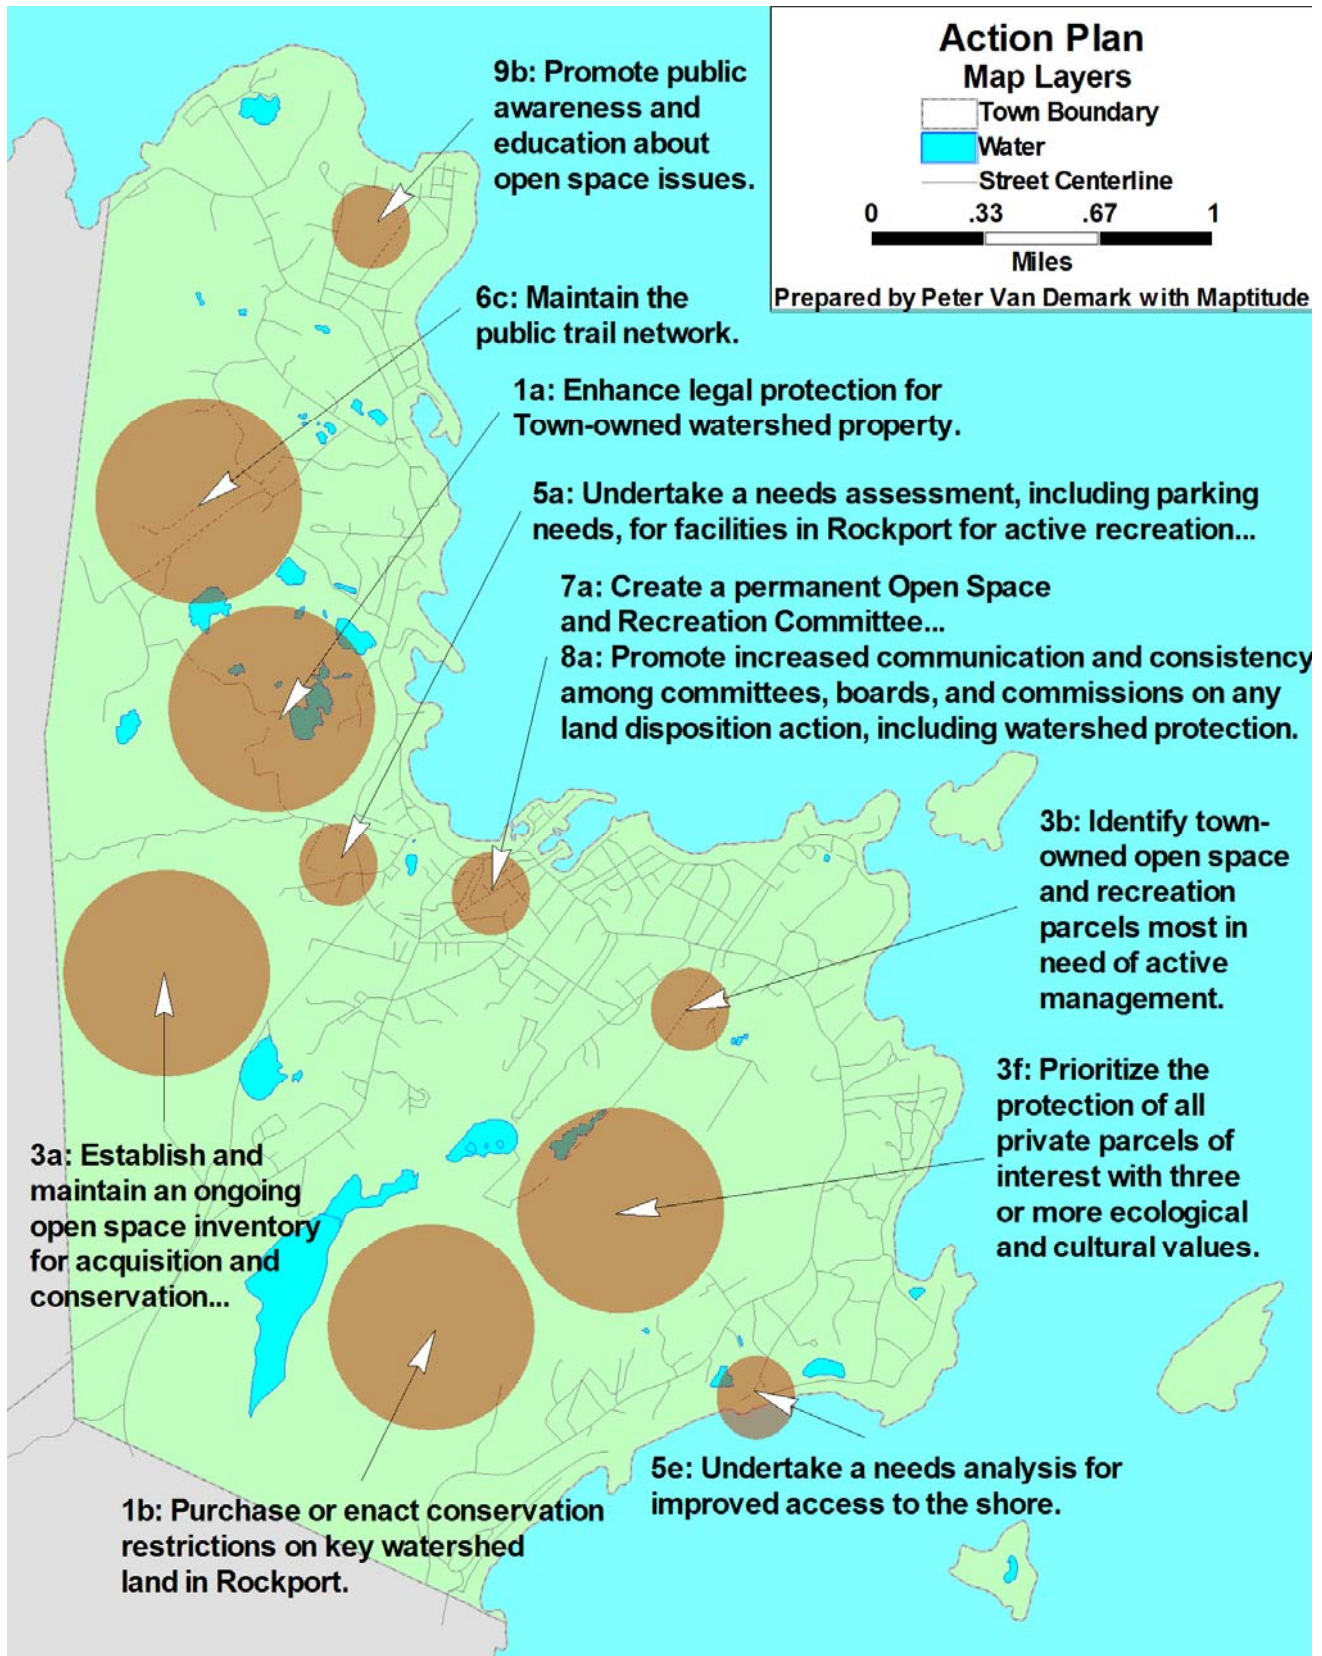 Action Plan
Map Layers
Town Boundary
Water
Street Centerline
0 .33 .67 1
Miles
Prepared by Peter Van Demark with Maptitude
9b: Promote public
awareness and
education about
open space issues.
6c: Maintain the
public trail network.
1a: Enhance legal protection for
Town-owned watershed property.
5a: Undertake a needs assessment, including parking
needs, for facilities in Rockport for active recreation...
7a: Create a permanent Open Space
and Recreation Committee...
8a: Promote increased communication and consistency
among committees, boards, and commissions on any
land disposition action, including watershed protection.
3b: Identify town-
owned open space
and recreation
parcels most in
need of active
management.
3f: Prioritize the
protection of all
private parcels of
interest with three
or more ecological
and cultural values.
3a: Establish and
maintain an ongoing
open space inventory
for acquisition and
conservation...
5e: Undertake a needs analysis for
improved access to the shore.
1b: Purchase or enact conservation
restrictions on key watershed
land in Rockport.